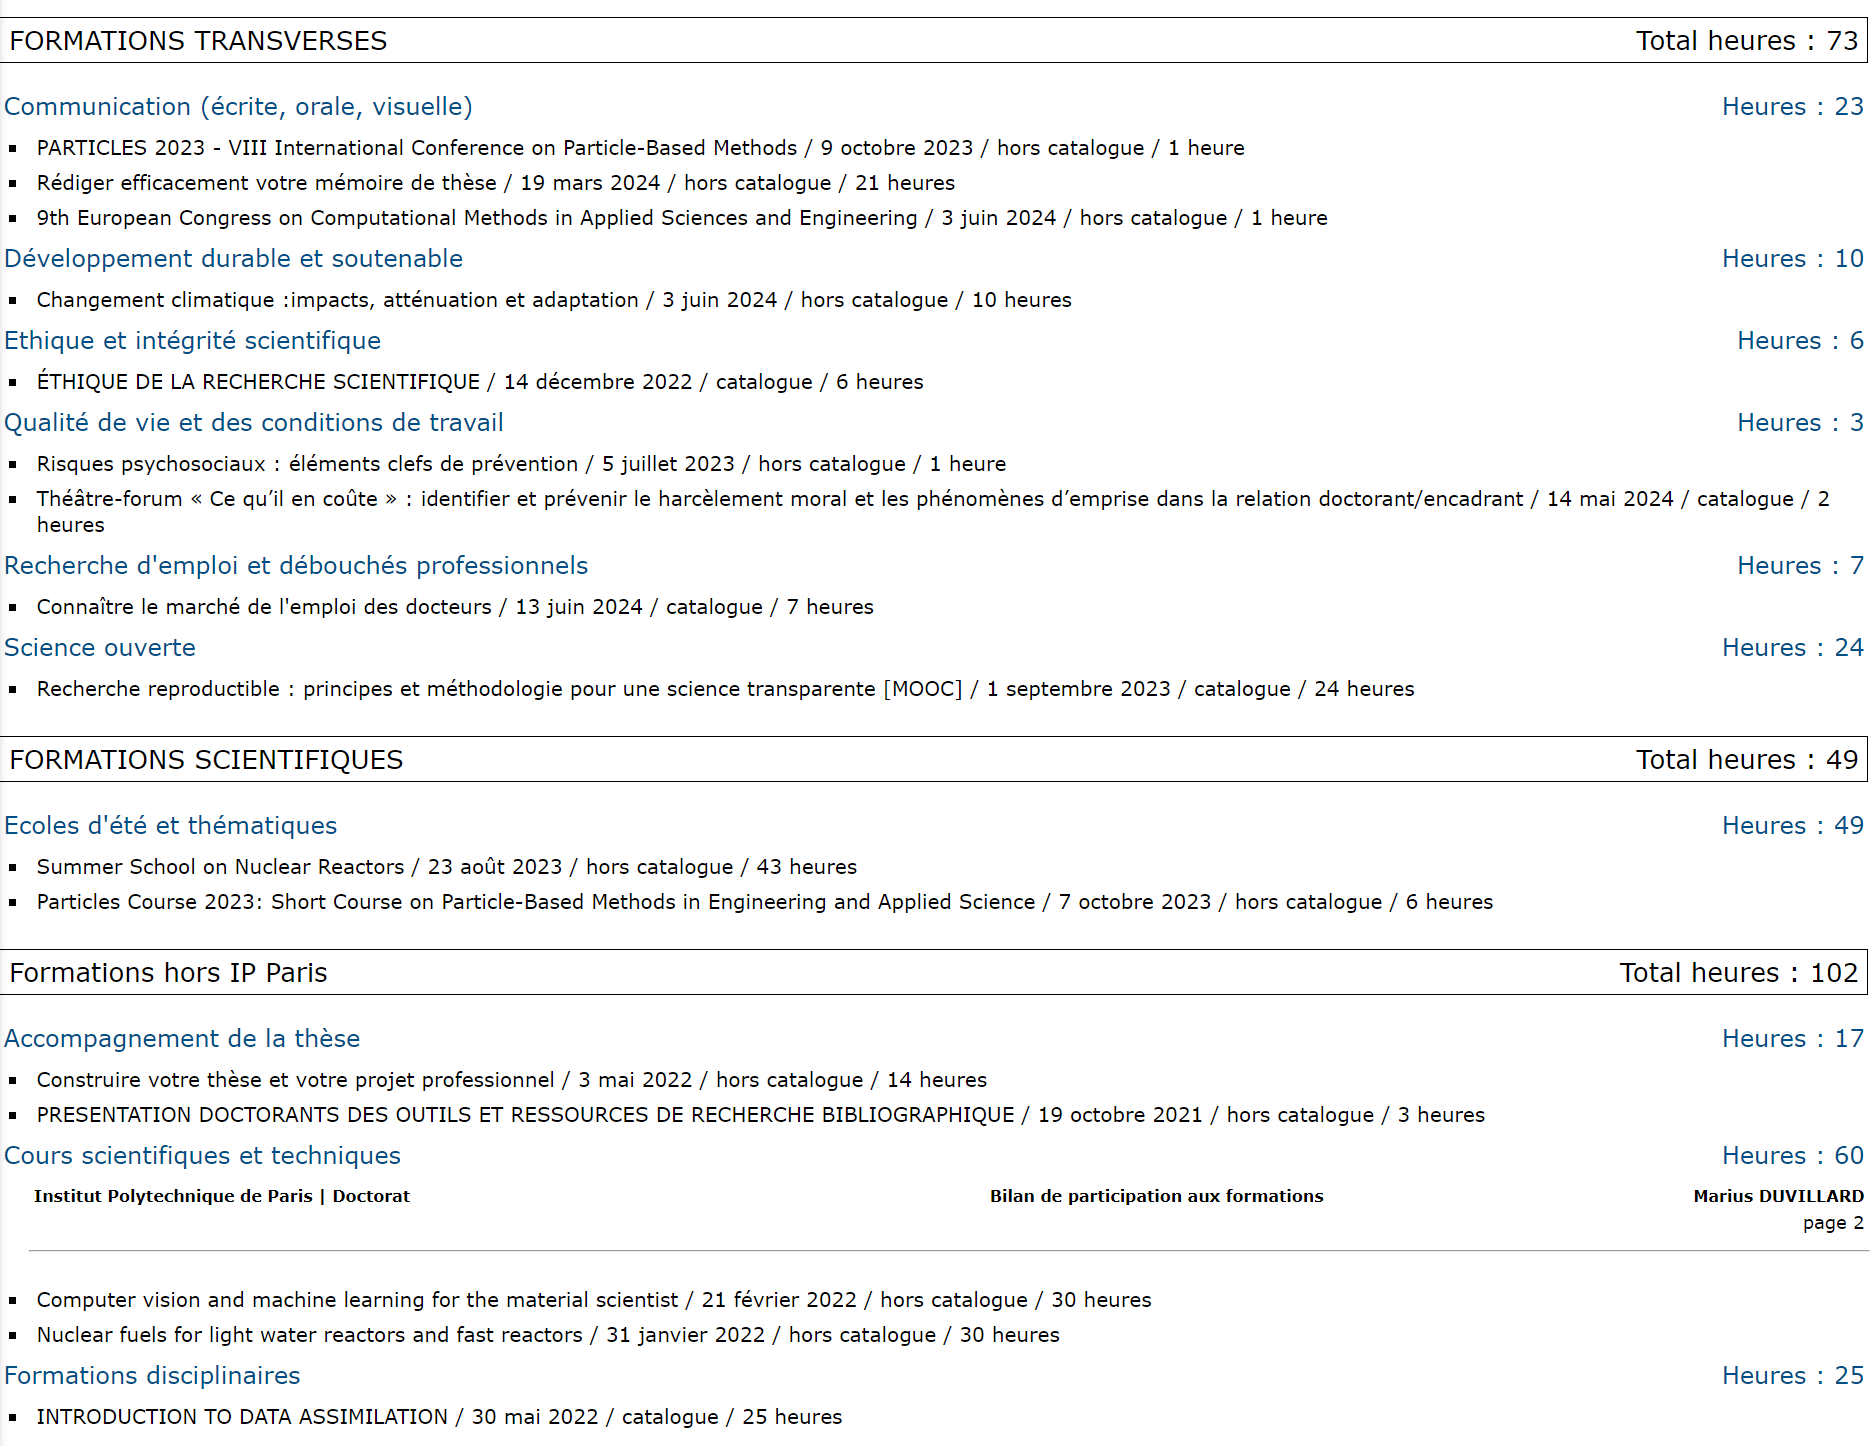 FORMATIONS TRANSVERSES Total heures : 73
Communication (écrite, orale, visuelle) Heures : 23
▪ PARTICLES 2023 - VIII International Conference on Particle-Based Methods / 9 octobre 2023 / hors catalogue / 1 heure
▪ Rédiger efficacement votre mémoire de thèse / 19 mars 2024 / hors catalogue / 21 heures
▪ 9th European Congress on Computational Methods in Applied Sciences and Engineering / 3 juin 2024 / hors catalogue / 1 heure
Développement durable et soutenable Heures : 10
▪ Changement climatique :impacts, atténuation et adaptation / 3 juin 2024 / hors catalogue / 10 heures
Ethique et intégrité scientifique Heures : 6
▪ ÉTHIQUE DE LA RECHERCHE SCIENTIFIQUE / 14 décembre 2022 / catalogue / 6 heures
Qualité de vie et des conditions de travail Heures : 3
▪ Risques psychosociaux : éléments clefs de prévention / 5 juillet 2023 / hors catalogue / 1 heure
▪ Théâtre-forum « Ce qu’il en coûte » : identifier et prévenir le harcèlement moral et les phénomènes d’emprise dans la relation doctorant/encadrant / 14 mai 2024 / catalogue / 2
heures
Recherche d'emploi et débouchés professionnels Heures : 7
▪ Connaître le marché de l'emploi des docteurs / 13 juin 2024 / catalogue / 7 heures
Science ouverte Heures : 24
▪ Recherche reproductible : principes et méthodologie pour une science transparente [MOOC] / 1 septembre 2023 / catalogue / 24 heures
FORMATIONS SCIENTIFIQUES Total heures : 49
Ecoles d'été et thématiques Heures : 49
▪ Summer School on Nuclear Reactors / 23 août 2023 / hors catalogue / 43 heures
▪ Particles Course 2023: Short Course on Particle-Based Methods in Engineering and Applied Science / 7 octobre 2023 / hors catalogue / 6 heures
Formations hors IP Paris Total heures : 102
Accompagnement de la thèse Heures : 17
▪ Construire votre thèse et votre projet professionnel / 3 mai 2022 / hors catalogue / 14 heures
▪ PRESENTATION DOCTORANTS DES OUTILS ET RESSOURCES DE RECHERCHE BIBLIOGRAPHIQUE / 19 octobre 2021 / hors catalogue / 3 heures
Cours scientifiques et techniques Heures : 60
Institut Polytechnique de Paris | Doctorat Bilan de participation aux formations Marius DUVILLARD
page 2
▪ Computer vision and machine learning for the material scientist / 21 février 2022 / hors catalogue / 30 heures
▪ Nuclear fuels for light water reactors and fast reactors / 31 janvier 2022 / hors catalogue / 30 heures
Formations disciplinaires Heures : 25
▪ INTRODUCTION TO DATA ASSIMILATION / 30 mai 2022 / catalogue / 25 heures